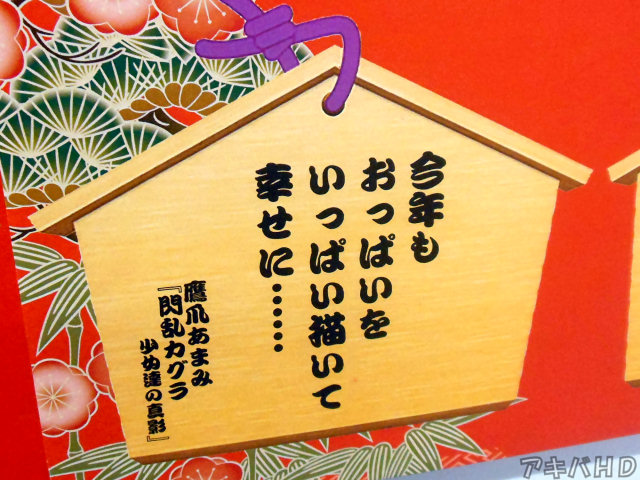 今年も
おっぱいを
いっぱい描いて
幸せに……
鷹爪あまみ
『閃乱カグラ
少女達の真影』
アキバHD